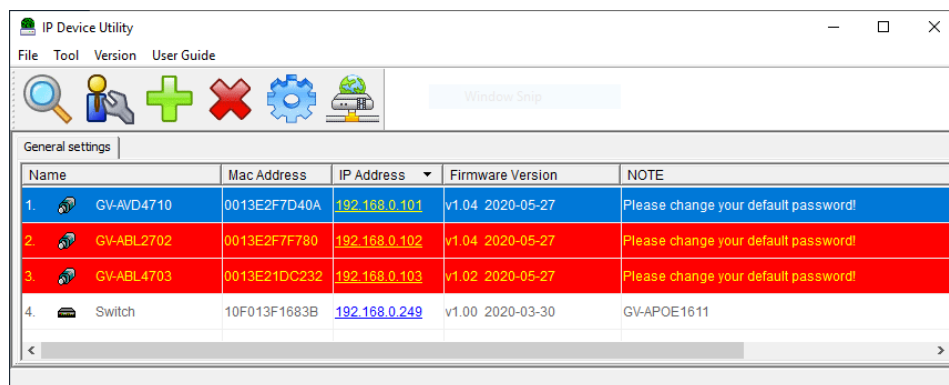 IP Device Utility
File Tool Version User Guide
Window Snip
General settings
Name Mac Address IP Address Firmware Version NOTE
1. GV-AVD4710 0013E2F7D40A 192.168.0.101 v1.04 2020-05-27 Please change your default password!
2. GV-ABL2702 0013E2F7F780 192.168.0.102 v1.04 2020-05-27 Please change your default password!
3. GV-ABL4703 0013E21DC232 192.168.0.103 v1.02 2020-05-27 Please change your default password!
4. Switch 10F013F1683B 192.168.0.249 v1.00 2020-03-30 GV-APOE1611